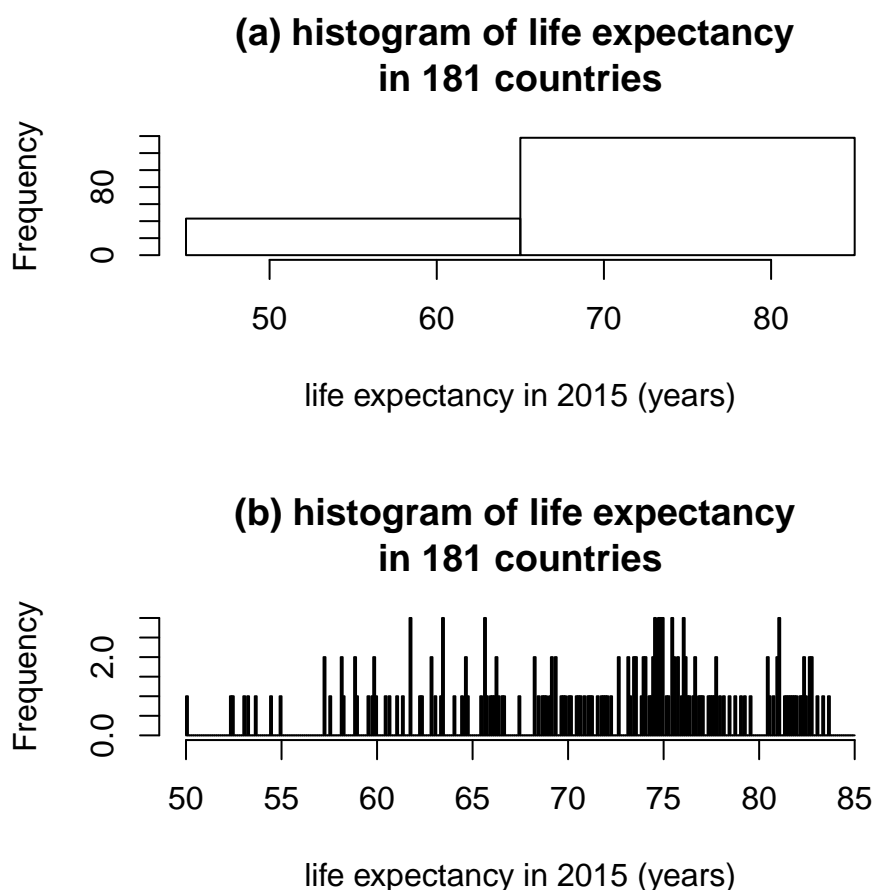 (a) histogram of life expectancy
in 181 countries
Frequency
80
0
50 60 70 80
life expectancy in 2015 (years)
(b) histogram of life expectancy
in 181 countries
Frequency
2.0
0.0
50 55 60 65 70 75 80 85
life expectancy in 2015 (years)